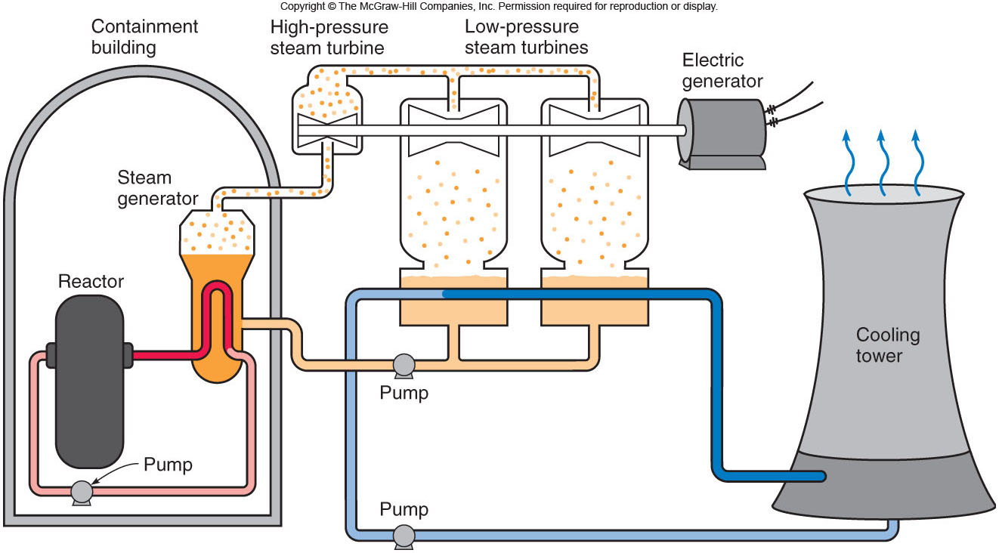 Copyright © The McGraw-Hill Companies, Inc. Permission required for reproduction or display.
Containment
building
High-pressure
steam turbine
Low-pressure
steam turbines
Electric
generator
Steam
generator
Reactor
Cooling
tower
Pump
Pump
Pump